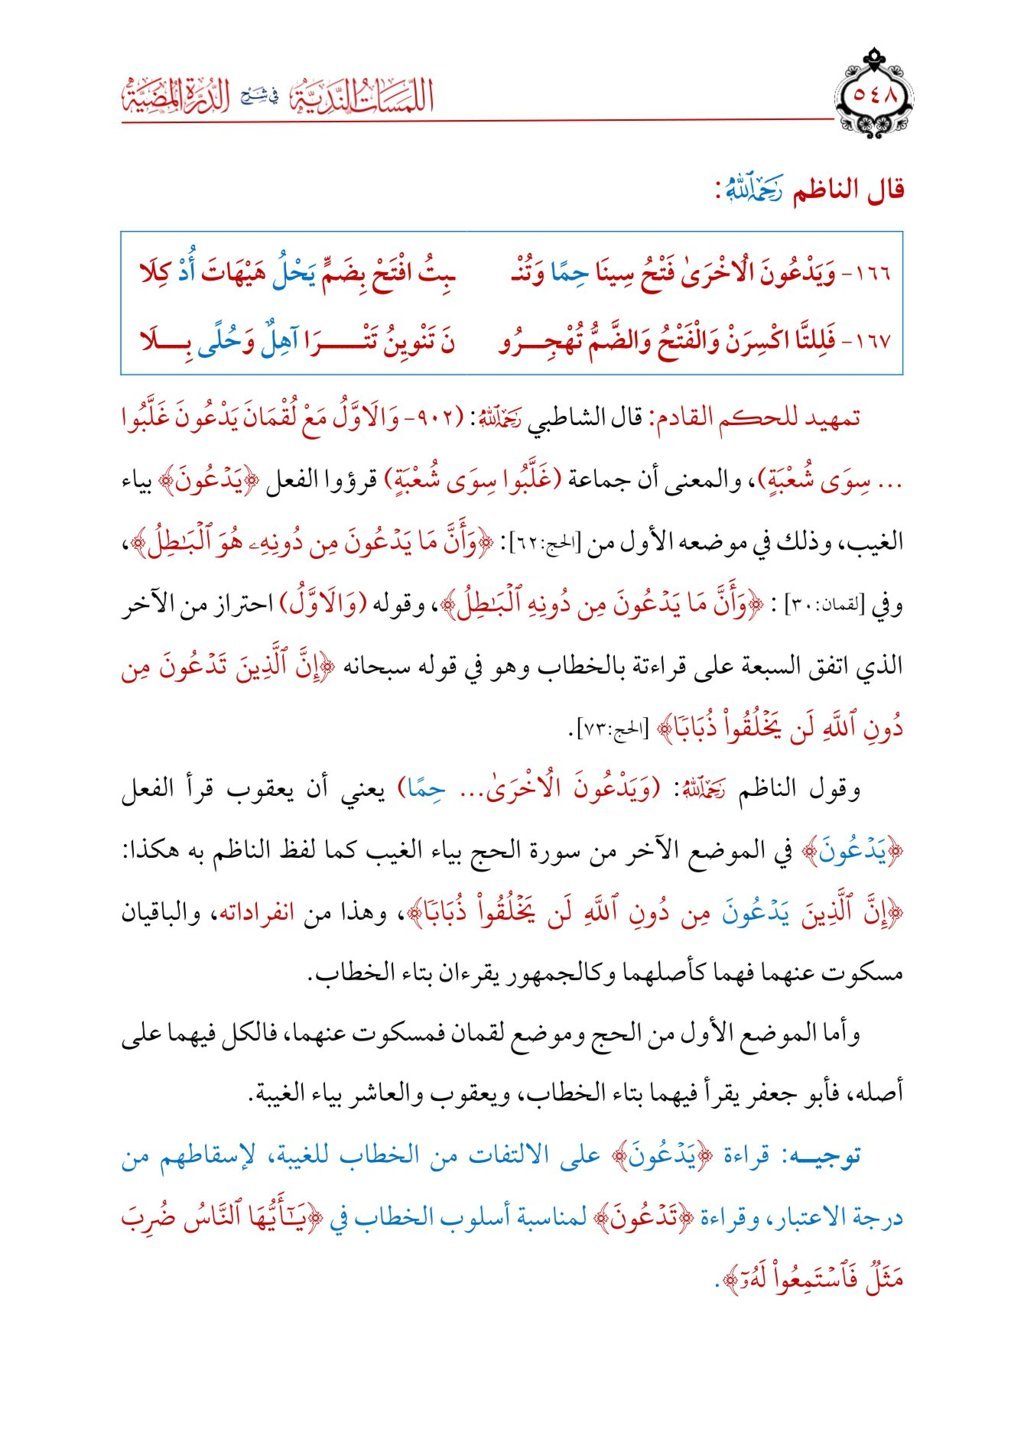 اللمسات الندية في شرح الدرة المضية
٥٤٨
قال الناظم رَحِمَهُ ٱللَّهُ:
١٦٦- وَيَدْعُونَ الُاخْرَىٰ فَتْحُ سِينَا حِمًا وَتُنْـ ـبِتُ افْتَحْ بِضَمٍّ يَحْلُ هَيْهَاتَ أُدْ كِلَا
١٦٧- فَلِلتَّا اكْسِرَنْ وَالْفَتْحُ وَالضَّمُّ تُهْجِـــرُو نَ تَنْوِينُ تَتْـــــرَا آهِلٌ وَحُلًى بِــــلَا
تمهيد للحكم القادم: قال الشاطبي رَحِمَهُ ٱللَّهُ: (٩٠٢- وَالَاوَّلُ مَعْ لُقْمَانَ يَدْعُونَ غَلَّبُوا
... سِوَى شُعْبَةٍ)، والمعنى أن جماعة (غَلَّبُوا سِوَى شُعْبَةٍ) قرؤوا الفعل ﴿يَدْعُونَ﴾ بياء
الغيب، وذلك في موضعه الأول من [الحج:٦٢]: ﴿وَأَنَّ مَا يَدْعُونَ مِن دُونِهِۦ هُوَ ٱلْبَـٰطِلُ﴾،
وفي [لقمان:٣٠] : ﴿وَأَنَّ مَا يَدْعُونَ مِن دُونِهِ ٱلْبَـٰطِلُ﴾، وقوله (وَالَاوَّلُ) احتراز من الآخر
الذي اتفق السبعة على قراءتة بالخطاب وهو في قوله سبحانه ﴿إِنَّ ٱلَّذِينَ تَدْعُونَ مِن
دُونِ ٱللَّهِ لَن يَخْلُقُوا۟ ذُبَابًا﴾ [الحج:٧٣].
وقول الناظم رَحِمَهُ ٱللَّهُ: (وَيَدْعُونَ الُاخْرَىٰ... حِمًا) يعني أن يعقوب قرأ الفعل
﴿يَدْعُونَ﴾ في الموضع الآخر من سورة الحج بياء الغيب كما لفظ الناظم به هكذا:
﴿إِنَّ ٱلَّذِينَ يَدْعُونَ مِن دُونِ ٱللَّهِ لَن يَخْلُقُوا۟ ذُبَابًا﴾، وهذا من انفراداته، والباقيان
مسكوت عنهما فهما كأصلهما وكالجمهور يقرءان بتاء الخطاب.
وأما الموضع الأول من الحج وموضع لقمان فمسكوت عنهما، فالكل فيهما على
أصله، فأبو جعفر يقرأ فيهما بتاء الخطاب، ويعقوب والعاشر بياء الغيبة.
توجيـــه: قراءة ﴿يَدْعُونَ﴾ على الالتفات من الخطاب للغيبة، لإسقاطهم من
درجة الاعتبار، وقراءة ﴿تَدْعُونَ﴾ لمناسبة أسلوب الخطاب في ﴿يَـٰٓأَيُّهَا ٱلنَّاسُ ضُرِبَ
مَثَلٌ فَٱسْتَمِعُوا۟ لَهُۥٓ﴾.